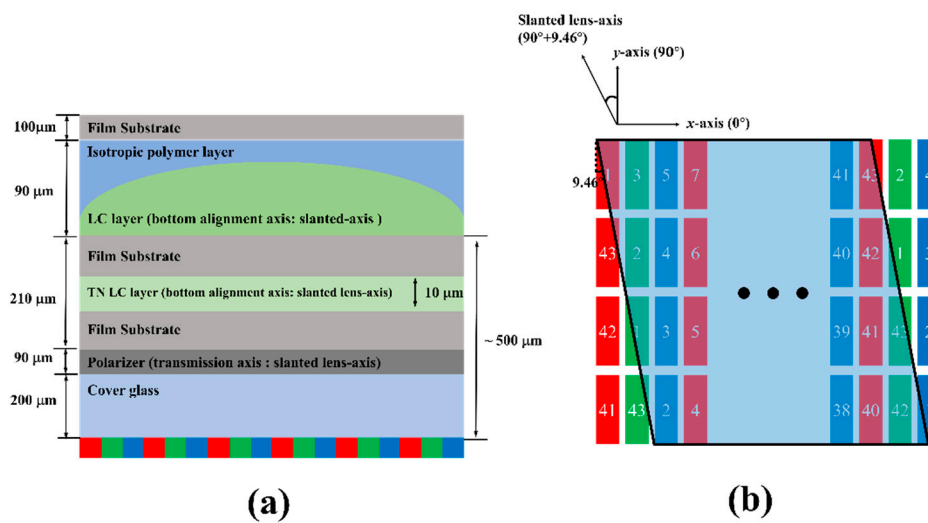 Slanted lens-axis
(90°+9.46°)
y-axis (90°)
x-axis (0°)
100μm
Film Substrate
Isotropic polymer layer
90 μm
LC layer (bottom alignment axis: slanted-axis )
Film Substrate
210 μm
TN LC layer (bottom alignment axis: slanted lens-axis)
10 μm
Film Substrate
~500 μm
90 μm
Polarizer (transmission axis : slanted lens-axis)
200 μm
Cover glass
9.46°
1 3 5 7 41 43 2 4
43 2 4 6 40 42 1 3
42 1 3 5 39 41 43 2
41 43 2 4 38 40 42
(a)
(b)